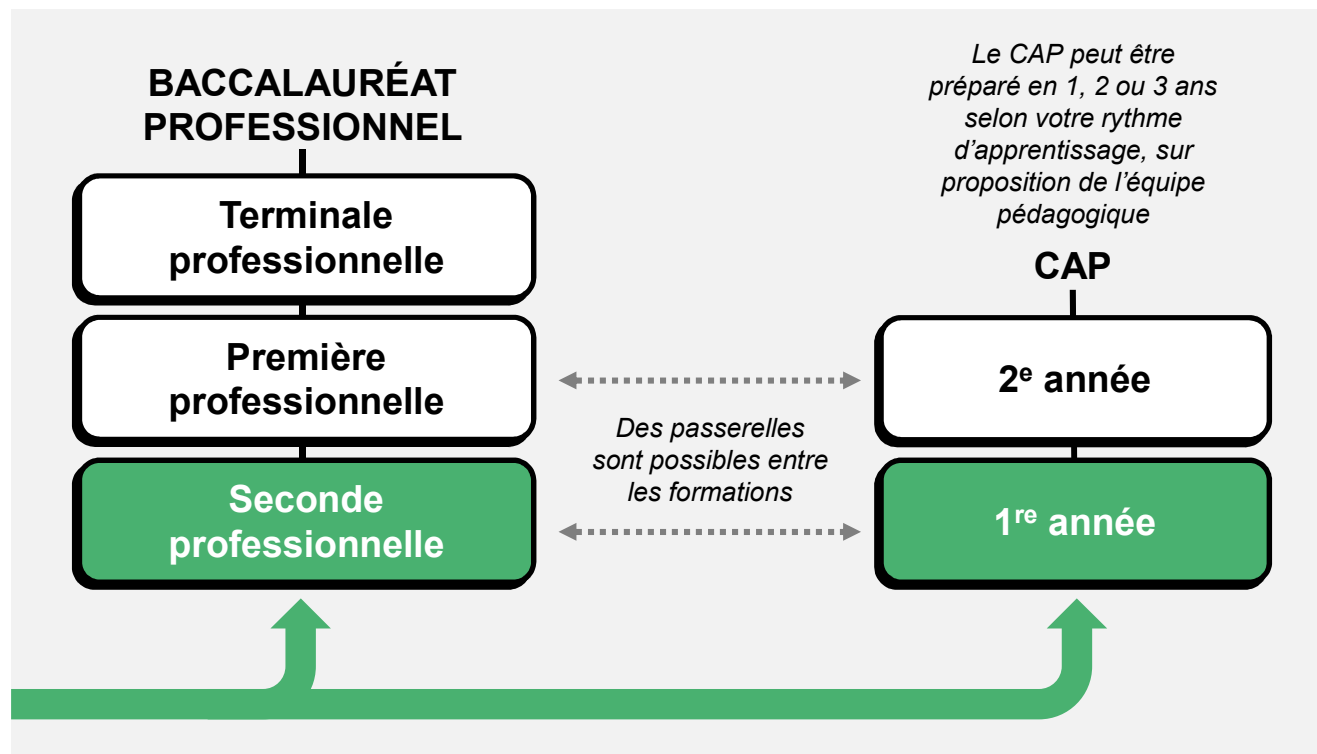 BACCALAURÉAT
PROFESSIONNEL
Terminale
professionnelle
Première
professionnelle
Seconde
professionnelle
Des passerelles
sont possibles entre
les formations
Le CAP peut être
préparé en 1, 2 ou 3 ans
selon votre rythme
d’apprentissage, sur
proposition de l’équipe
pédagogique
CAP
2e année
1re année